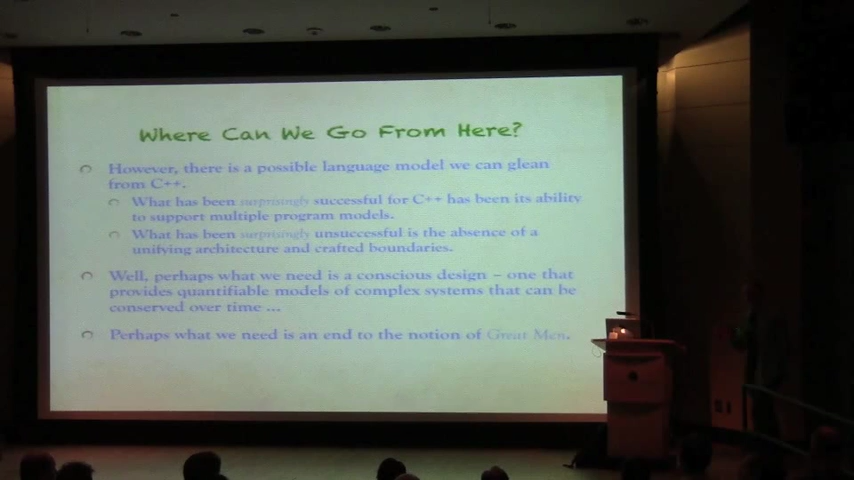 Where Can We Go From Here?
However, there is a possible language model we can glean
from C++.
What has been surprisingly successful for C++ has been its ability
to support multiple program models.
What has been surprisingly unsuccessful is the absence of a
unifying architecture and crafted boundaries.
Well, perhaps what we need is a conscious design – one that
provides quantifiable models of complex systems that can be
conserved over time ...
Perhaps what we need is an end to the notion of Great Men.